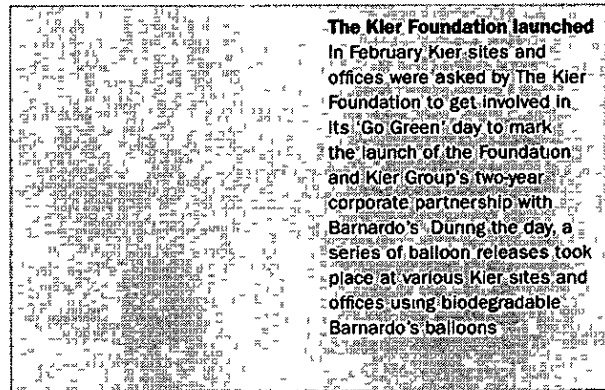 The Kier Foundation launched
In February Kier sites and
offices were asked by The Kier
Foundation to get involved in
its 'Go Green' day to mark
the launch of the Foundation
and Kier Group's two-year
corporate partnership with
Barnardo's During the day, a
series of balloon releases took
place at various Kier sites and
offices using biodegradable
Barnardo's balloons